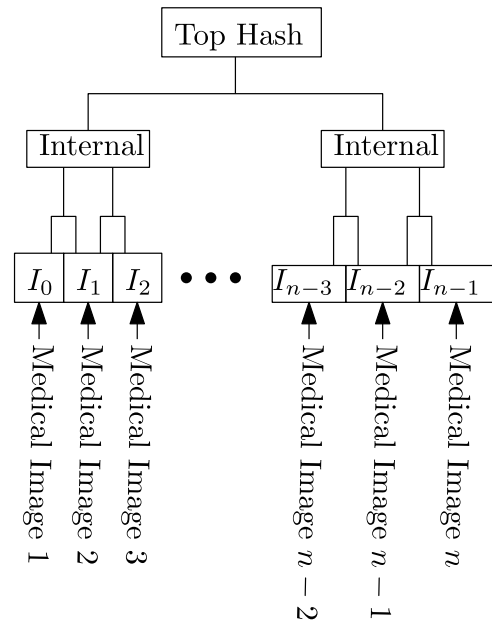 Top Hash
Internal
Internal
I₀ I₁ I₂ • • • Iₙ₋₃ Iₙ₋₂ Iₙ₋₁
Medical Image 1
Medical Image 2
Medical Image 3
Medical Image n − 2
Medical Image n − 1
Medical Image n